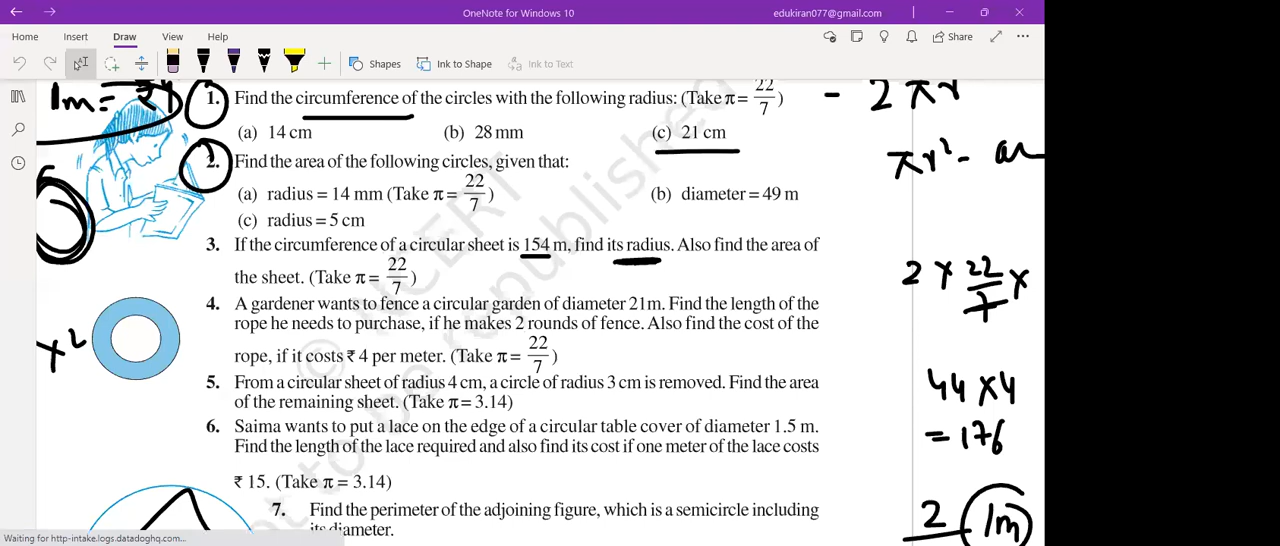 OneNote for Windows 10
edukiran077@gmail.com
Home Insert Draw View Help
Share
Shapes Ink to Shape Ink to Text
1m = ₹4
1. Find the circumference of the circles with the following radius: (Take π = 22/7) - 2πr
(a) 14 cm (b) 28 mm (c) 21 cm
πr² -
2. Find the area of the following circles, given that:
(a) radius = 14 mm (Take π = 22/7) (b) diameter = 49 m
(c) radius = 5 cm
3. If the circumference of a circular sheet is 154 m, find its radius. Also find the area of
the sheet. (Take π = 22/7)
2 × 22/7 ×
4. A gardener wants to fence a circular garden of diameter 21m. Find the length of the
rope he needs to purchase, if he makes 2 rounds of fence. Also find the cost of the
rope, if it costs ₹ 4 per meter. (Take π = 22/7)
×2
5. From a circular sheet of radius 4 cm, a circle of radius 3 cm is removed. Find the area
of the remaining sheet. (Take π = 3.14)
44 × 4
= 176
6. Saima wants to put a lace on the edge of a circular table cover of diameter 1.5 m.
Find the length of the lace required and also find its cost if one meter of the lace costs
₹ 15. (Take π = 3.14)
7. Find the perimeter of the adjoining figure, which is a semicircle including
its diameter.
2 1m
© NCERT
not to be republished
Waiting for http-intake.logs.datadoghq.com...